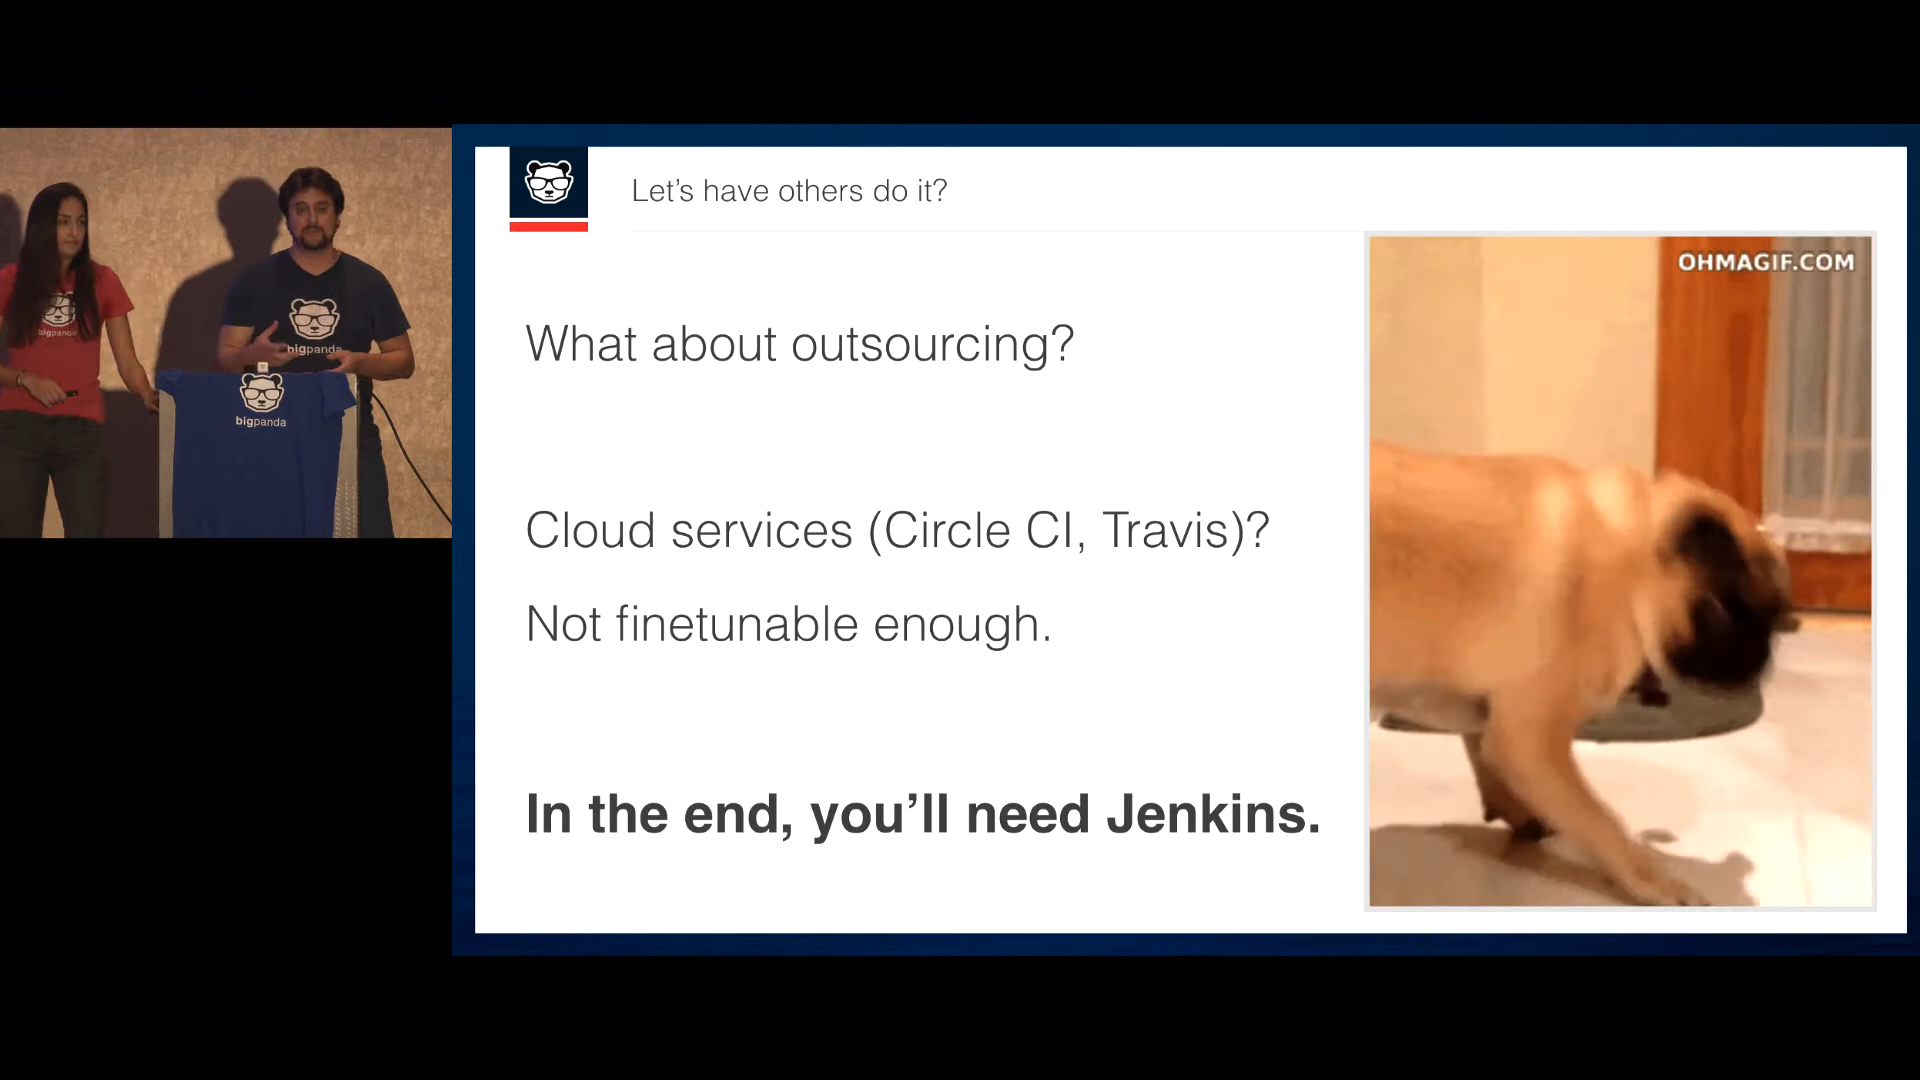 Let's have others do it?
OHMAGIF.COM
What about outsourcing?
Cloud services (Circle CI, Travis)?
Not finetunable enough.
In the end, you'll need Jenkins.
bigpanda
bigpanda
bigpanda